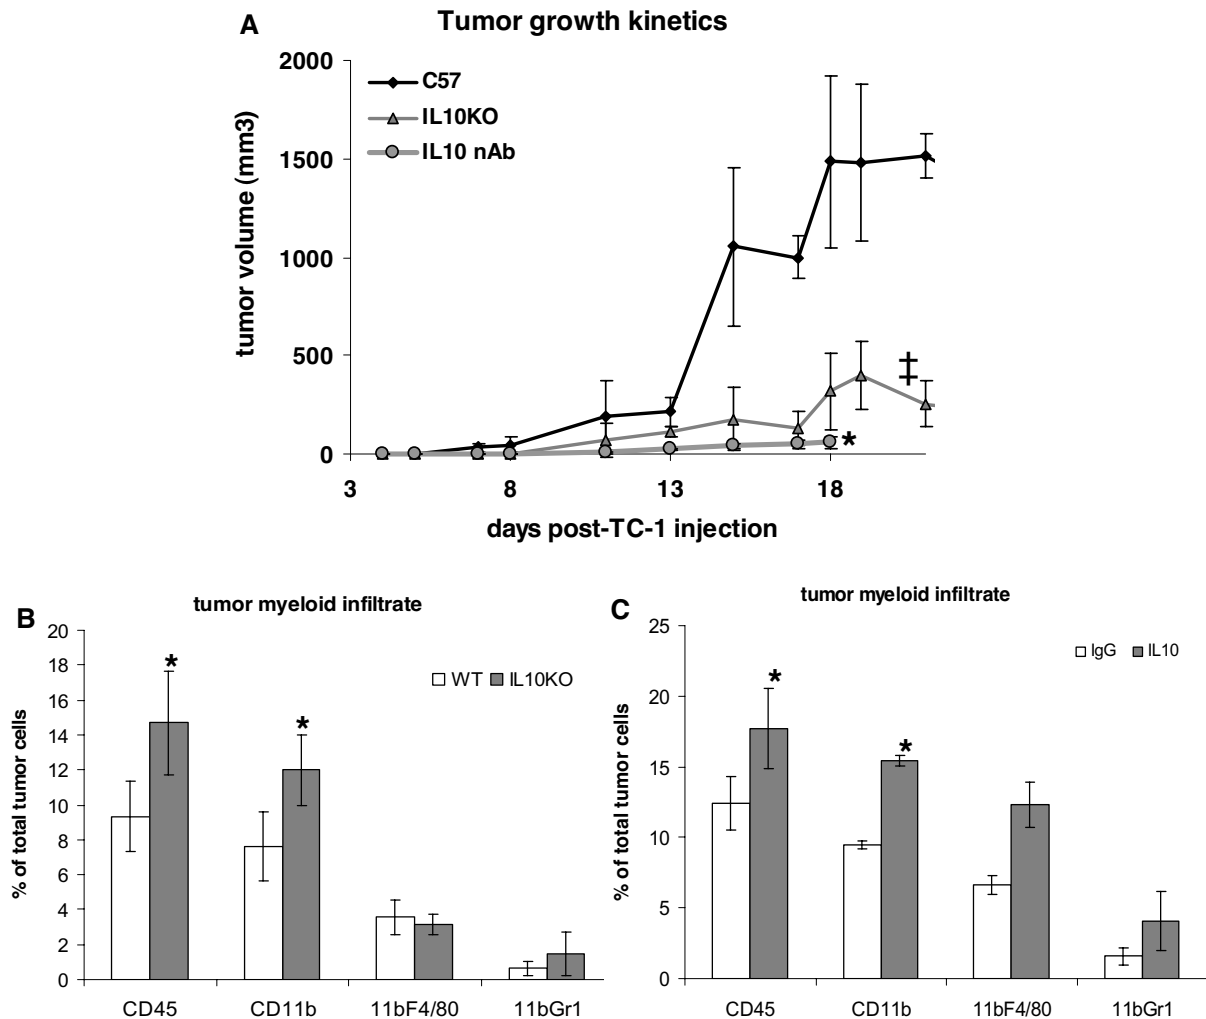 A
Tumor growth kinetics
2000
1500
1000
500
0
tumor volume (mm3)
C57
IL10KO
IL10 nAb
‡
*
3 8 13 18
days post-TC-1 injection
B
tumor myeloid infiltrate
20
18
16
14
12
10
8
6
4
2
0
% of total tumor cells
WT IL10KO
*
*
CD45 CD11b 11bF4/80 11bGr1
C
tumor myeloid infiltrate
25
20
15
10
5
0
% of total tumor cells
IgG IL10
*
*
CD45 CD11b 11bF4/80 11bGr1